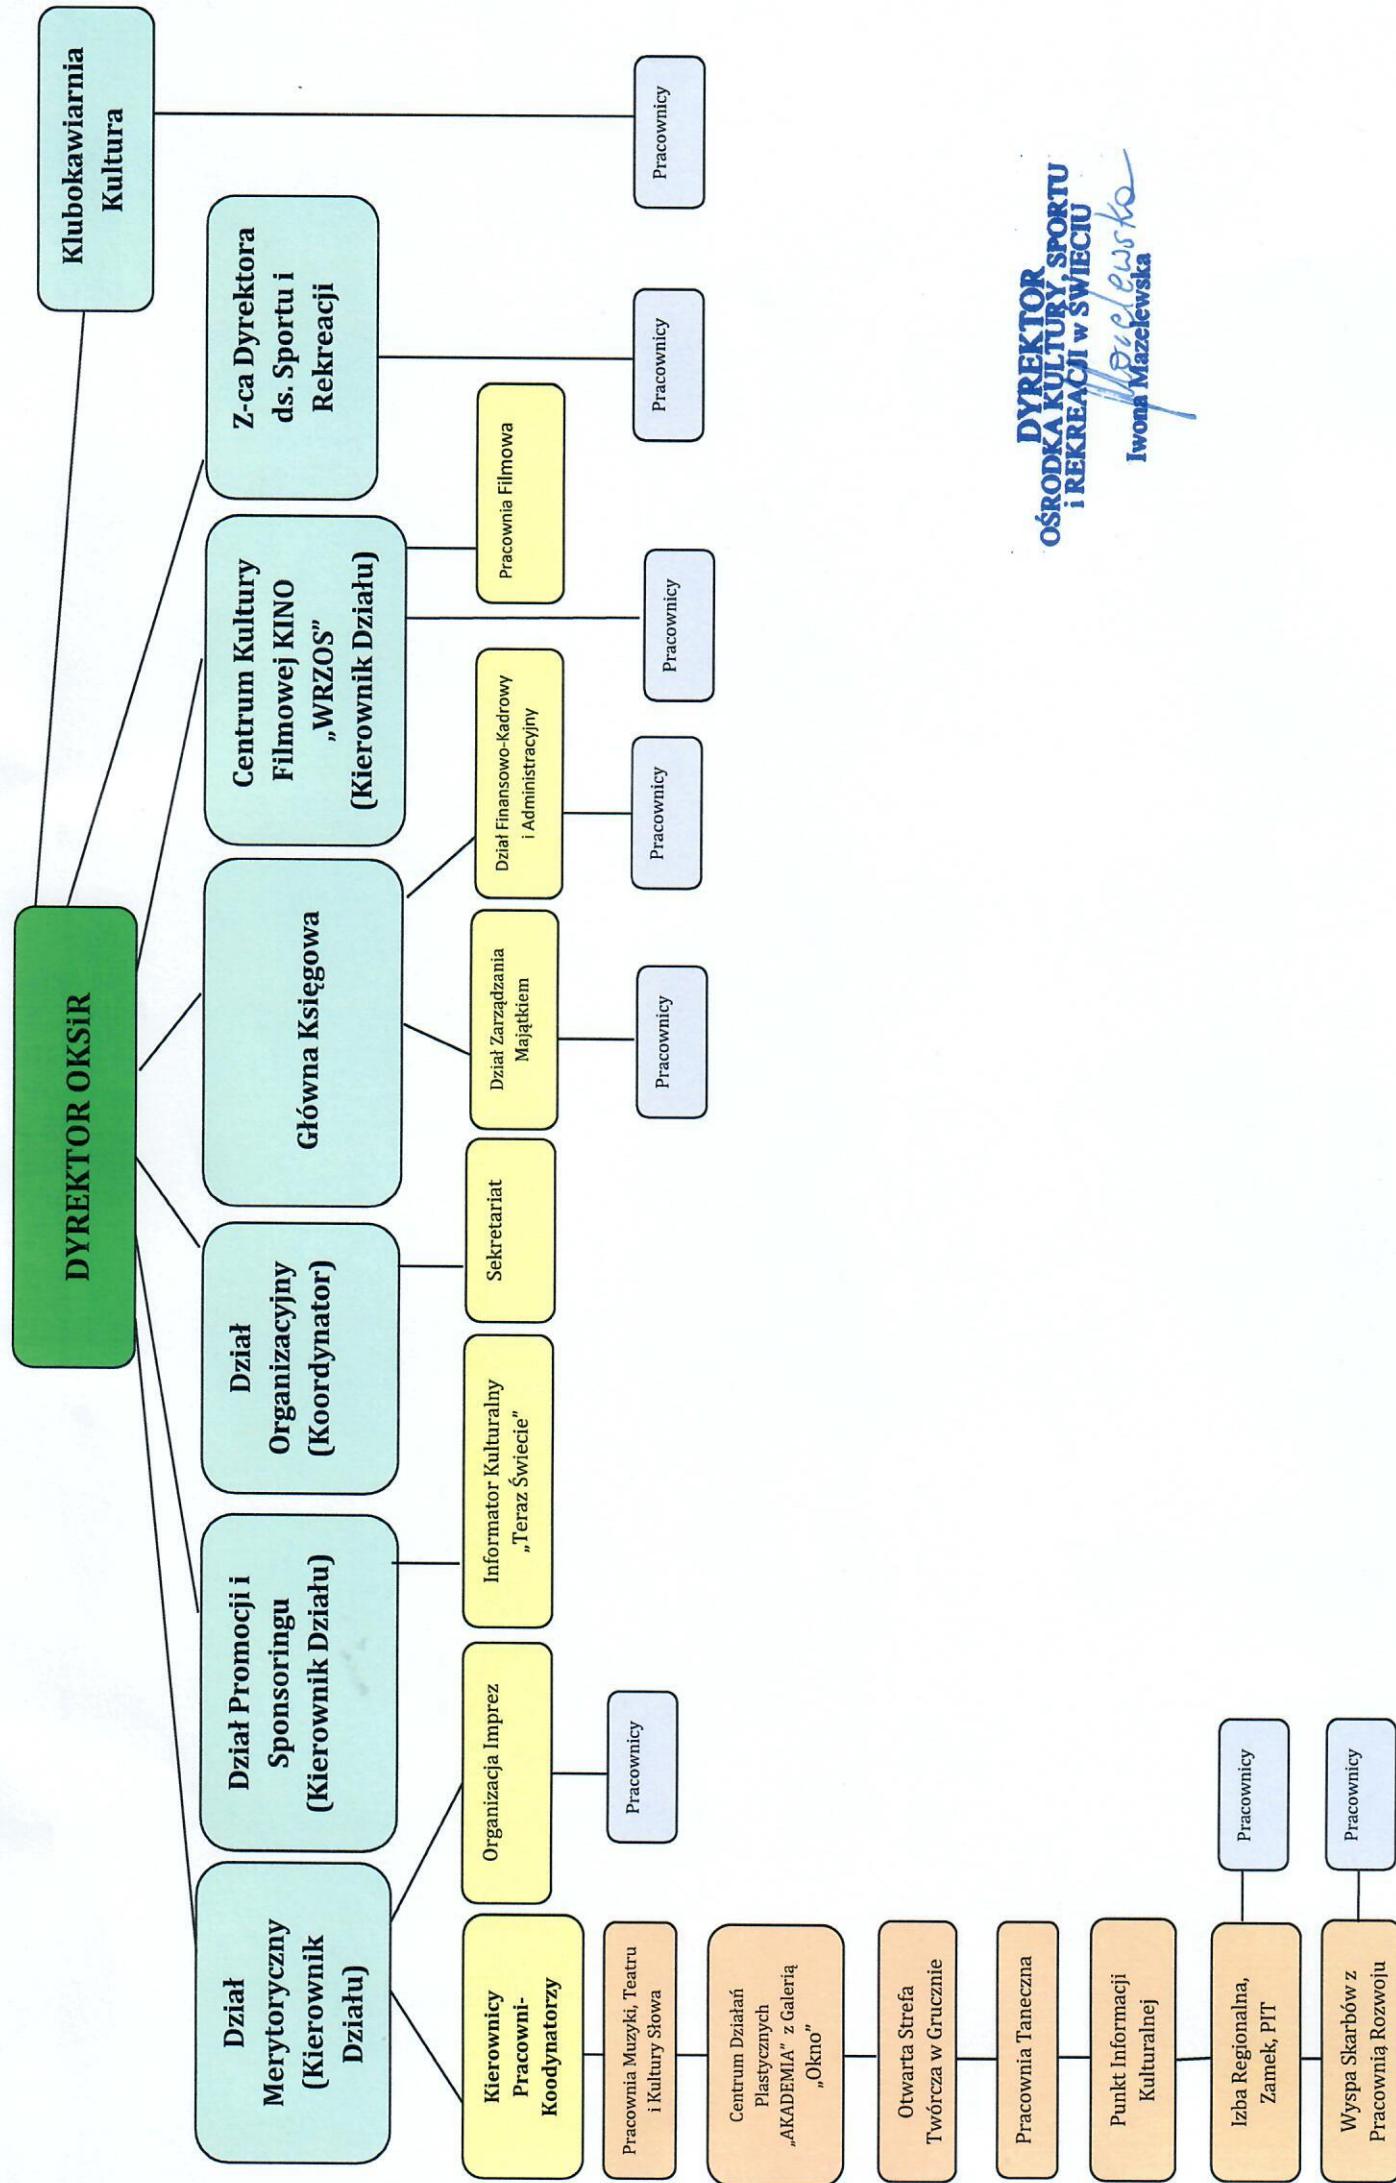 DYREKTOR OKSiR
Klubokawiarnia
Kultura
Dział
Merytoryczny
(Kierownik
Działu)
Dział Promocji i
Sponsoringu
(Kierownik Działu)
Dział
Organizacyjny
(Koordynator)
Główna Księgowa
Centrum Kultury
Filmowej KINO
„WRZOS”
(Kierownik Działu)
Z-ca Dyrektora
ds. Sportu i
Rekreacji
Kierownicy
Pracowni-
Koodynatorzy
Organizacja Imprez
Informator Kulturalny
„Teraz Świecie”
Sekretariat
Dział Zarządzania
Majątkiem
Dział Finansowo-Kadrowy
i Administracyjny
Pracownia Filmowa
Pracownicy
Pracownicy
Pracownicy
Pracownicy
Pracownicy
Pracownicy
Pracownia Muzyki, Teatru
i Kultury Słowa
Centrum Działań
Plastycznych
„AKADEMIA” z Galerią
„Okno”
Otwarta Strefa
Twórcza w Grucznie
Pracownia Taneczna
Punkt Informacji
Kulturalnej
Izba Regionalna,
Zamek, PIT
Pracownicy
Wyspa Skarbów z
Pracownią Rozwoju
Pracownicy
DYREKTOR
OŚRODKA KULTURY, SPORTU
i REKREACJI w ŚWIECIU
Iwona Mazelewska